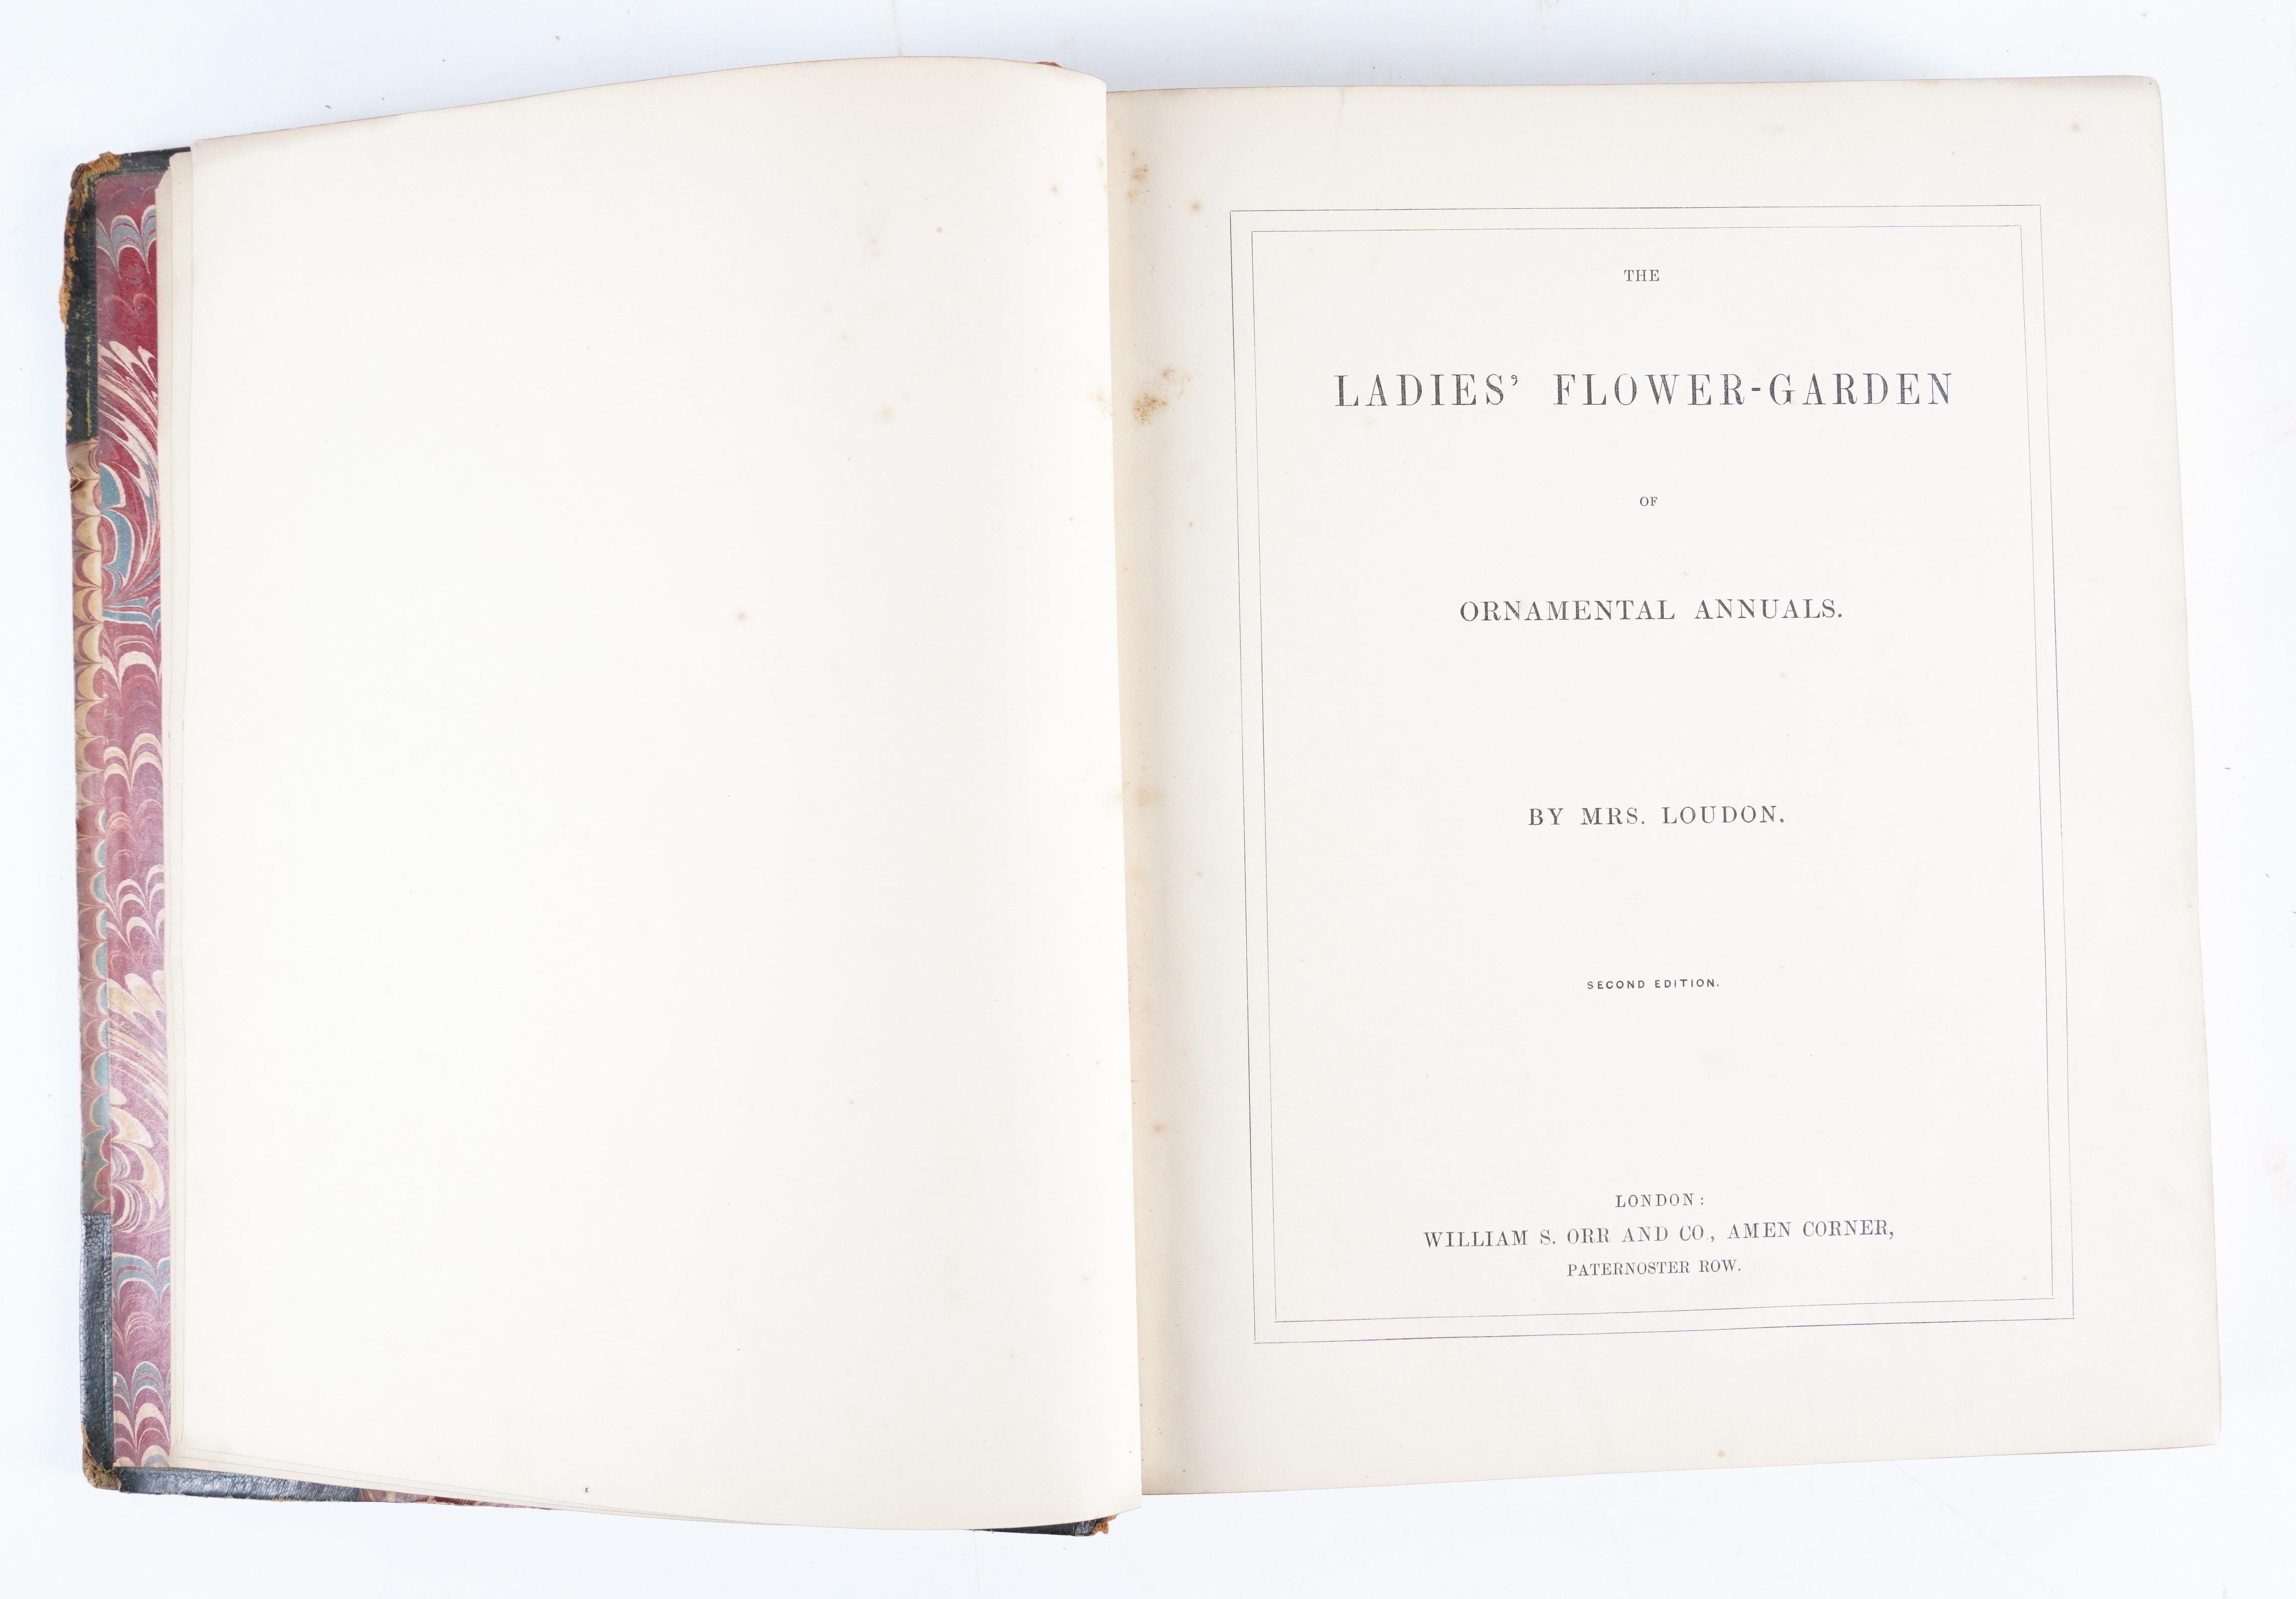 THE
LADIES’ FLOWER-GARDEN
OF
ORNAMENTAL ANNUALS.
BY MRS. LOUDON.
SECOND EDITION.
LONDON:
WILLIAM S. ORR AND CO., AMEN CORNER,
PATERNOSTER ROW.